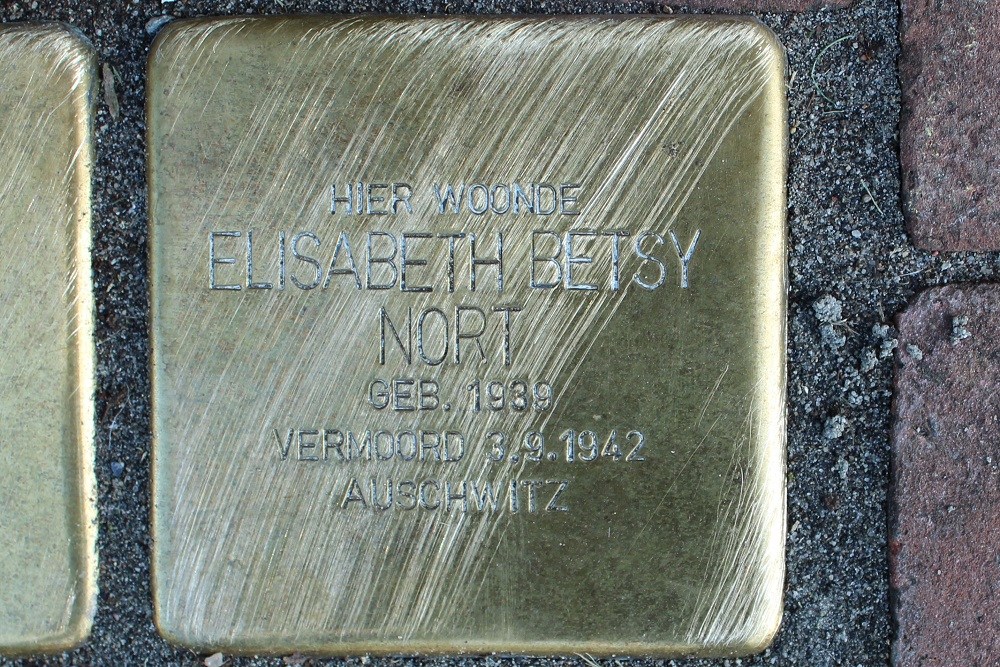 HIER WOONDE
ELISABETH BETSY
NORT
GEB. 1939
VERMOORD 3.9.1942
AUSCHWITZ